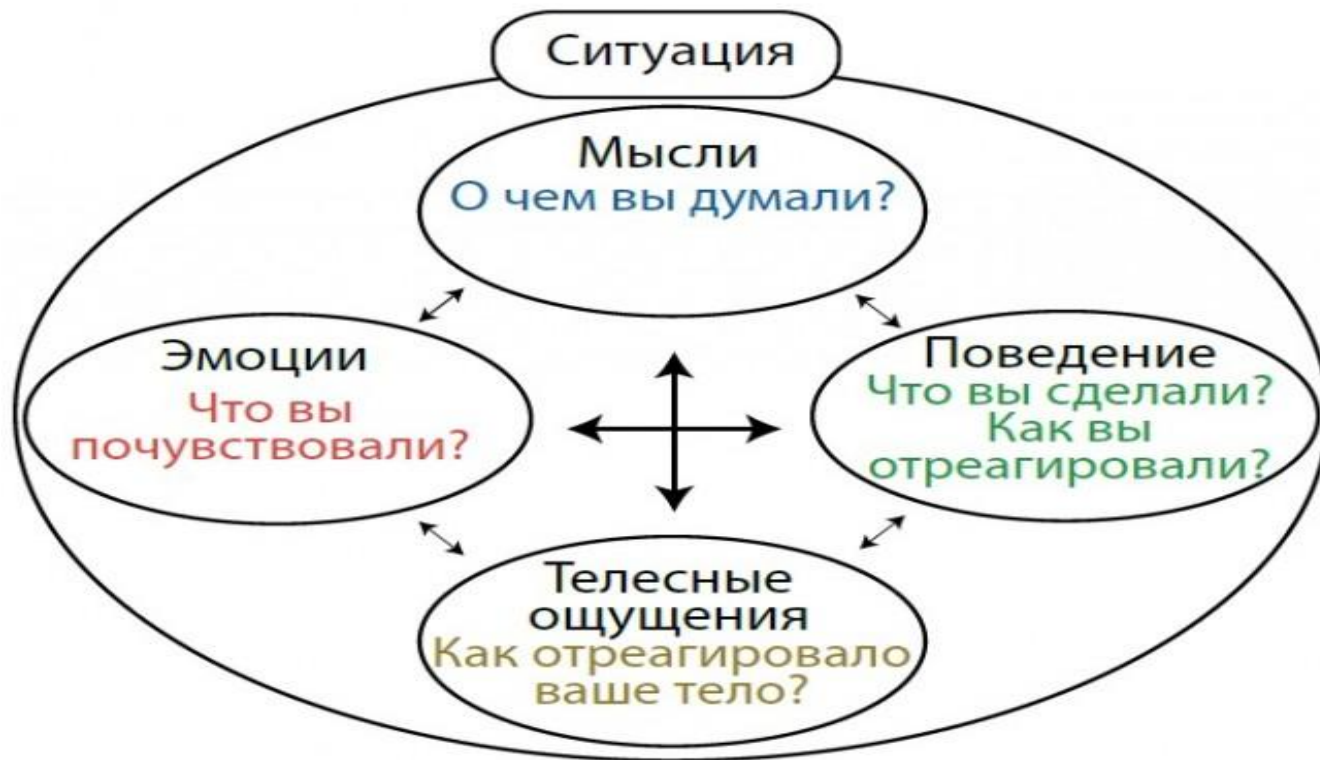 Ситуация
Мысли
О чем вы думали?
Эмоции
Что вы
почувствовали?
Поведение
Что вы сделали?
Как вы
отреагировали?
Телесные
ощущения
Как отреагировало
ваше тело?